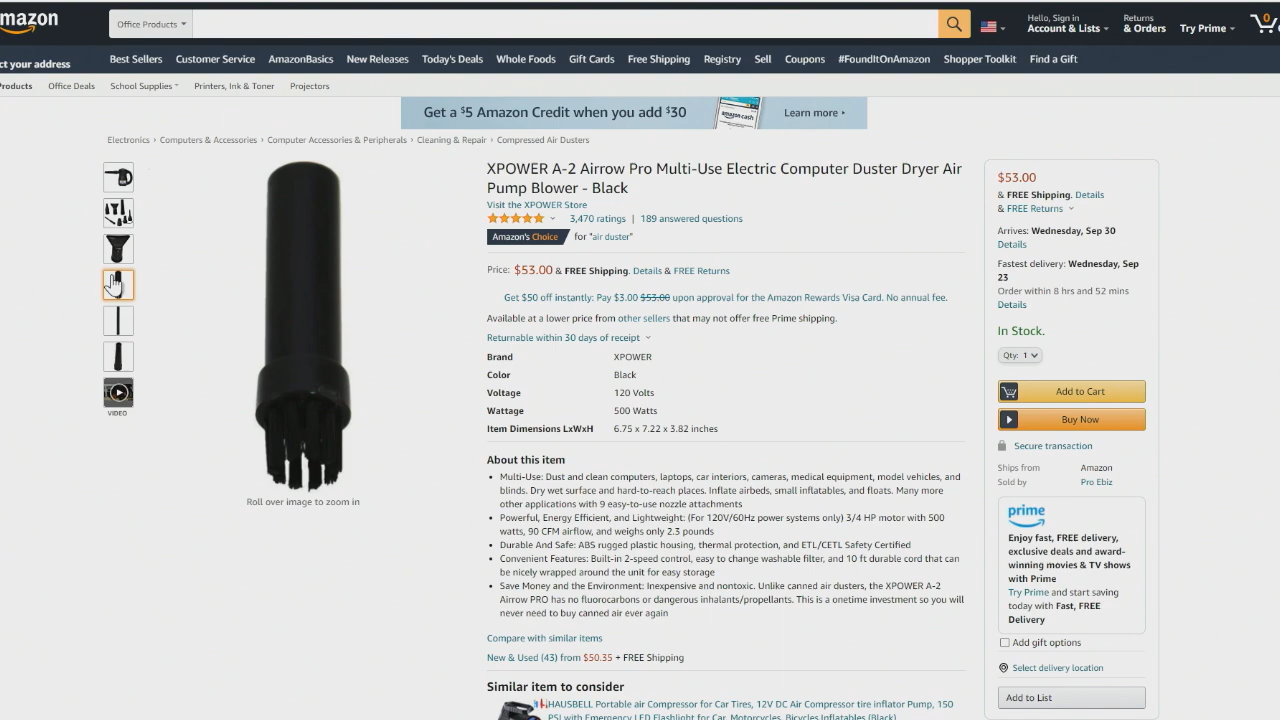 mazon
Office Products
Hello, Sign in
Account & Lists
Returns
& Orders
Try Prime
0
ct your address
Best Sellers Customer Service AmazonBasics New Releases Today's Deals Whole Foods Gift Cards Free Shipping Registry Sell Coupons #FoundItOnAmazon Shopper Toolkit Find a Gift
Products Office Deals School Supplies Printers, Ink & Toner Projectors
Get a $5 Amazon Credit when you add $30
amazon cash
Learn more
Electronics › Computers & Accessories › Computer Accessories & Peripherals › Cleaning & Repair › Compressed Air Dusters
VIDEO
Roll over image to zoom in
XPOWER A-2 Airrow Pro Multi-Use Electric Computer Duster Dryer Air
Pump Blower - Black
Visit the XPOWER Store
3,470 ratings | 189 answered questions
Amazon's Choice for "air duster"
Price: $53.00 & FREE Shipping. Details & FREE Returns
Get $50 off instantly: Pay $3.00 $53.00 upon approval for the Amazon Rewards Visa Card. No annual fee.
Available at a lower price from other sellers that may not offer free Prime shipping.
Returnable within 30 days of receipt
Brand XPOWER
Color Black
Voltage 120 Volts
Wattage 500 Watts
Item Dimensions LxWxH 6.75 x 7.22 x 3.82 inches
About this item
• Multi-Use: Dust and clean computers, laptops, car interiors, cameras, medical equipment, model vehicles, and
blinds. Dry wet surface and hard-to-reach places. Inflate airbeds, small inflatables, and floats. Many more
other applications with 9 easy-to-use nozzle attachments
• Powerful, Energy Efficient, and Lightweight: (For 120V/60Hz power systems only) 3/4 HP motor with 500
watts, 90 CFM airflow, and weighs only 2.3 pounds
• Durable And Safe: ABS rugged plastic housing, thermal protection, and ETL/CETL Safety Certified
• Convenient Features: Built-in 2-speed control, easy to change washable filter, and 10 ft durable cord that can
be nicely wrapped around the unit for easy storage
• Save Money and the Environment: Inexpensive and nontoxic. Unlike canned air dusters, the XPOWER A-2
Airrow PRO has no fluorocarbons or dangerous inhalants/propellants. This is a onetime investment so you will
never need to buy canned air ever again
Compare with similar items
New & Used (43) from $50.35 + FREE Shipping
Similar item to consider
HAUSBELL Portable air Compressor for Car Tires, 12V DC Air Compressor tire inflator Pump, 150
PSI with Emergency LED Flashlight for Car, Motorcycles, Bicycles Inflatables (Black)
$53.00
& FREE Shipping. Details
& FREE Returns
Arrives: Wednesday, Sep 30
Details
Fastest delivery: Wednesday, Sep
23
Order within 8 hrs and 52 mins
Details
In Stock.
Qty: 1
Add to Cart
Buy Now
Secure transaction
Ships from Amazon
Sold by Pro Ebiz
prime
Enjoy fast, FREE delivery,
exclusive deals and award-
winning movies & TV shows
with Prime
Try Prime and start saving
today with Fast, FREE
Delivery
Add gift options
Select delivery location
Add to List